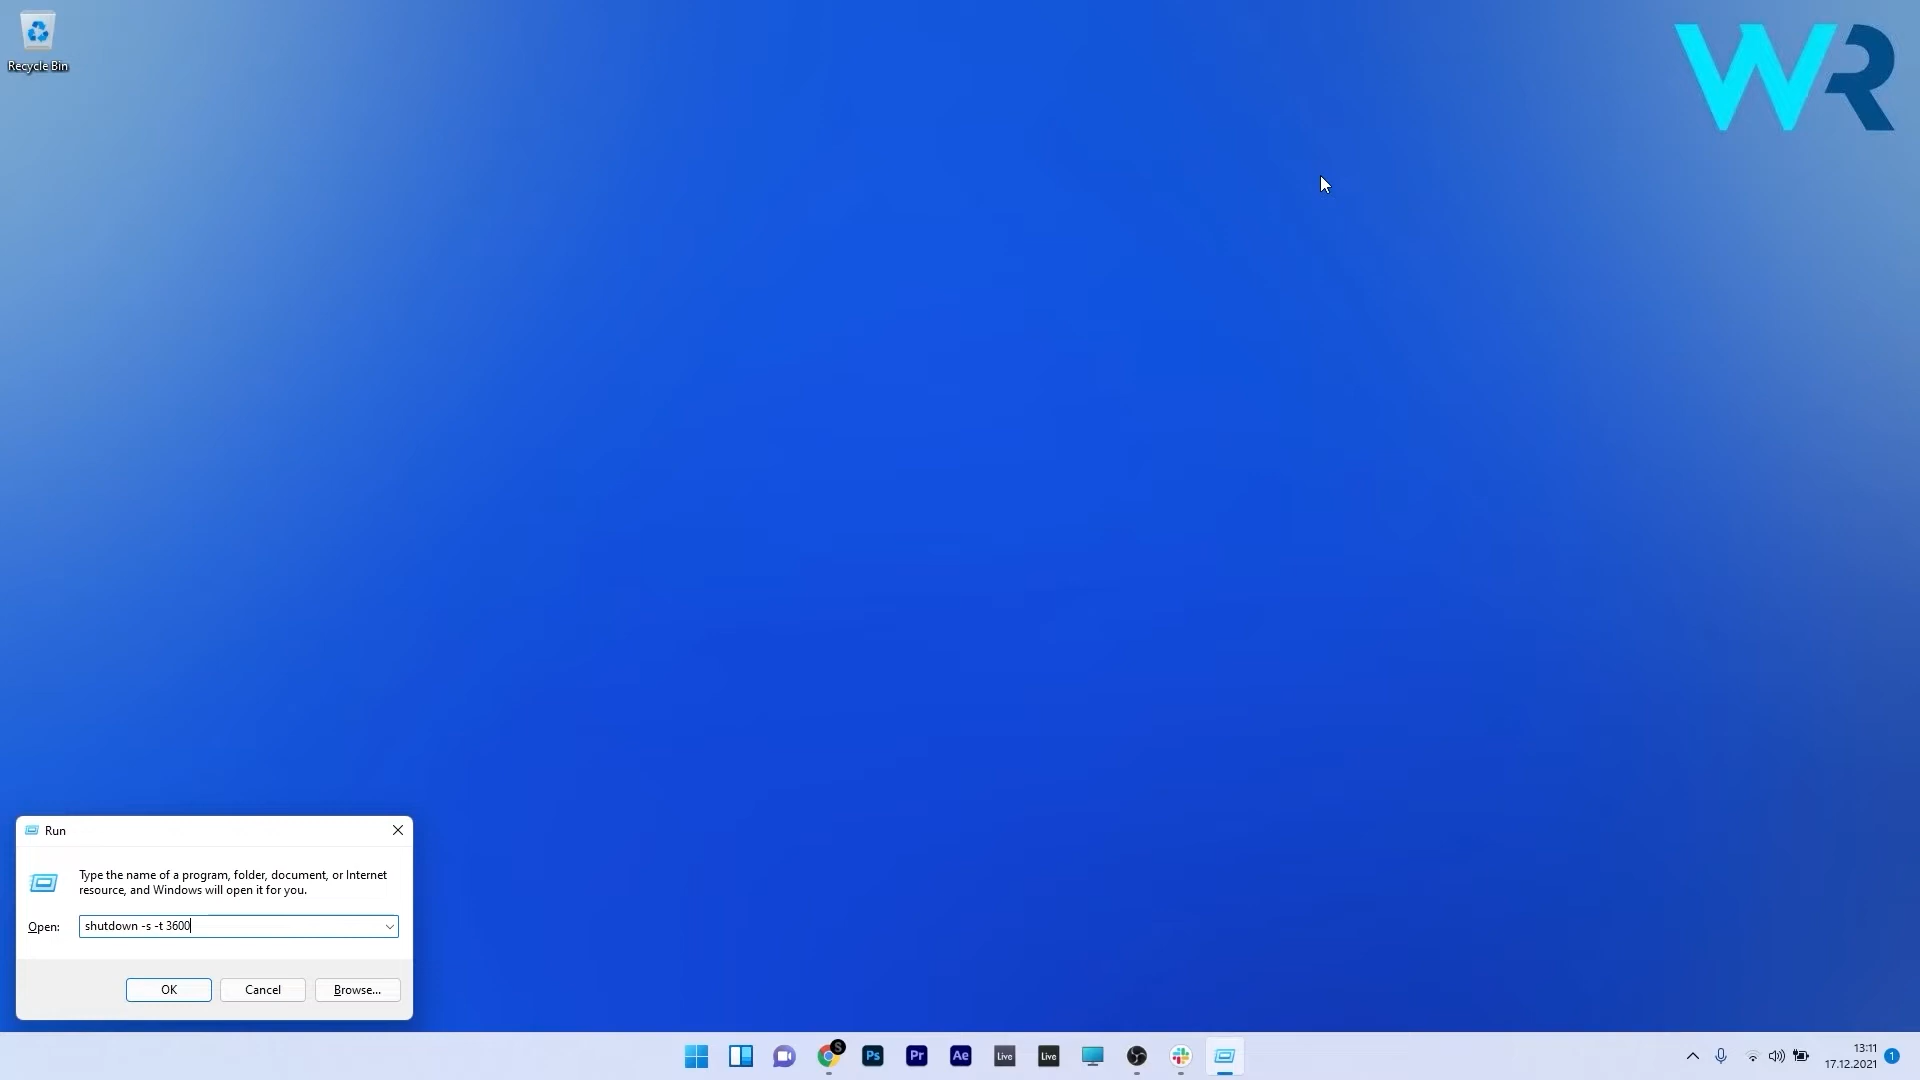 Recycle Bin
WR
Run
Type the name of a program, folder, document, or Internet
resource, and Windows will open it for you.
Open:
shutdown -s -t 3600
OK
Cancel
Browse...
S
Ps
Pr
Ae
Live
Live
13:11
17.12.2021
1